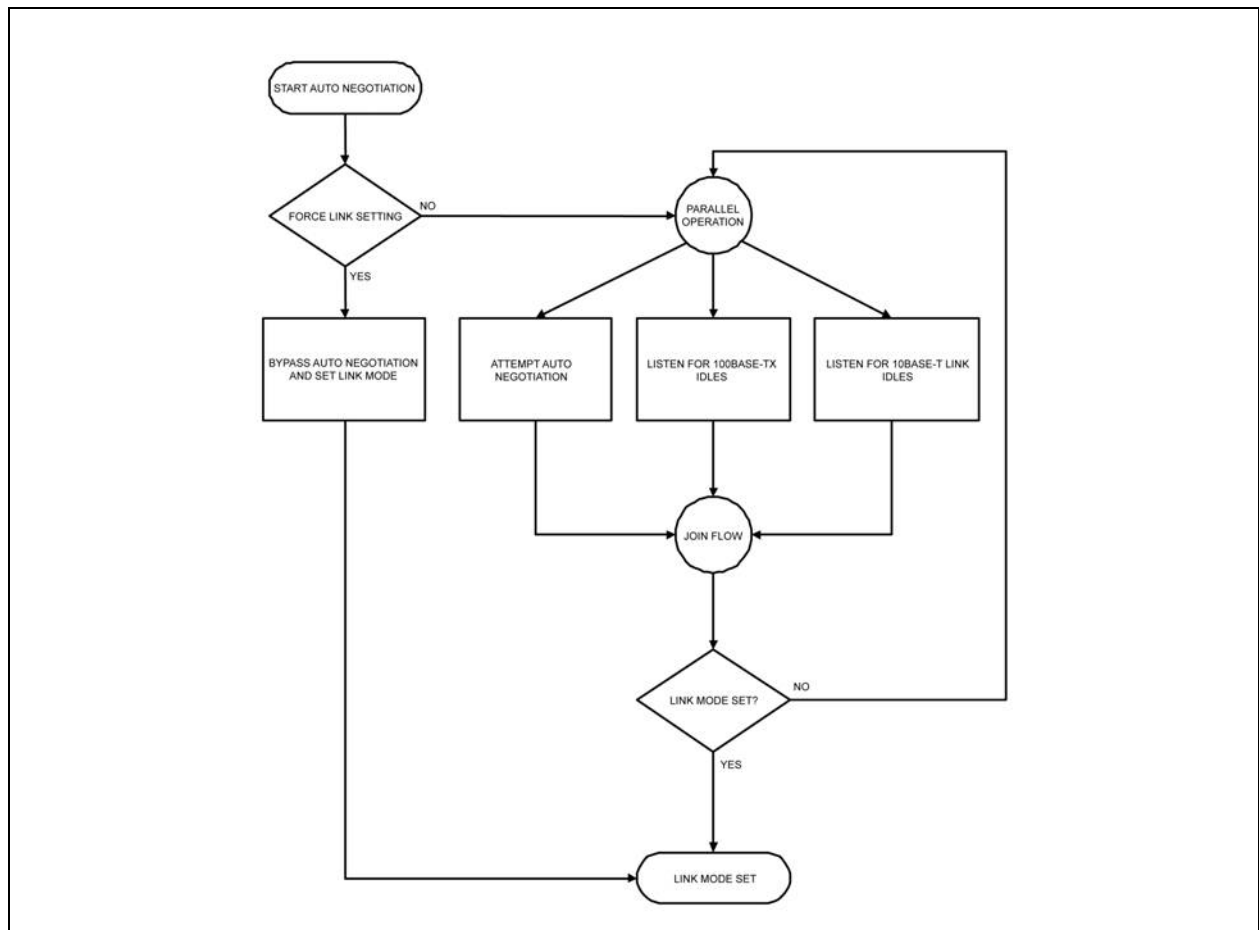 START AUTO NEGOTIATION
FORCE LINK SETTING
NO
YES
PARALLEL
OPERATION
BYPASS AUTO NEGOTIATION
AND SET LINK MODE
ATTEMPT AUTO
NEGOTIATION
LISTEN FOR 100BASE-TX
IDLES
LISTEN FOR 10BASE-T LINK
IDLES
JOIN FLOW
LINK MODE SET?
NO
YES
LINK MODE SET